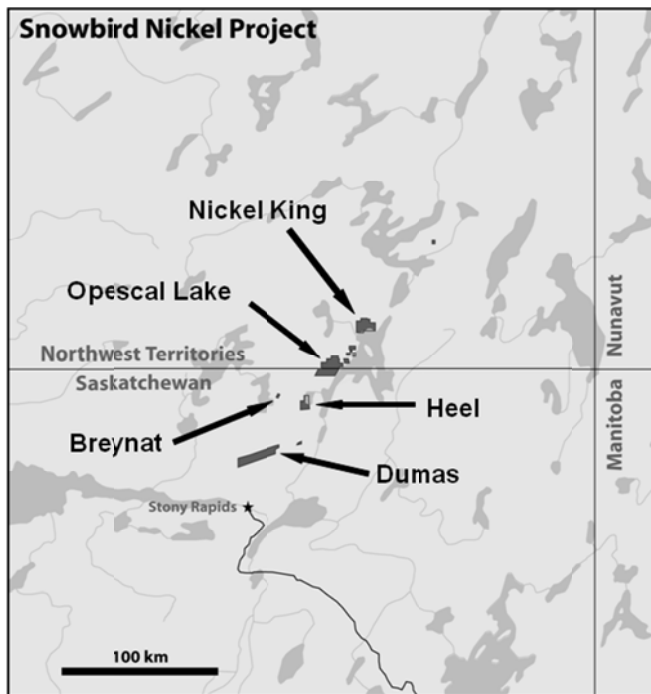 Snowbird Nickel Project
Nickel King
Opescal Lake
Northwest Territories
Saskatchewan
Nunavut
Manitoba
Breynat
Heel
Dumas
Stony Rapids
100 km